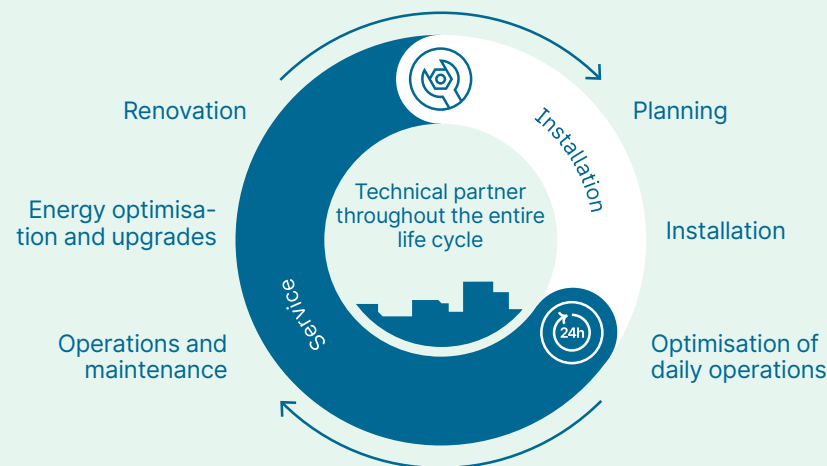 Renovation
Planning
Installation
Technical partner
throughout the entire
life cycle
Energy optimisa-
tion and upgrades
Installation
Service
24h
Operations and
maintenance
Optimisation of
daily operations